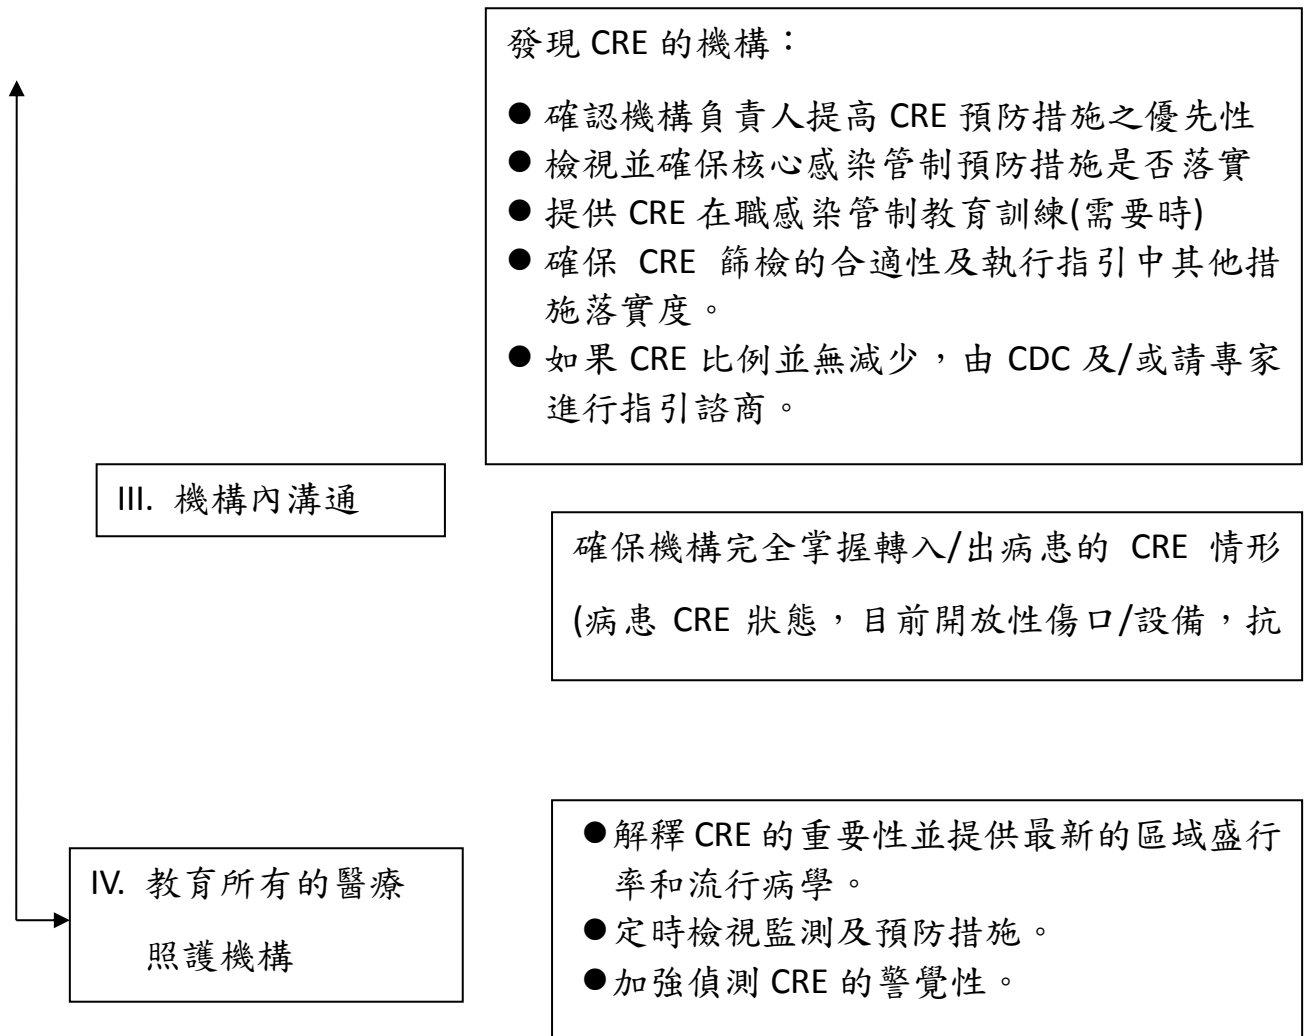 發現 CRE 的機構：
● 確認機構負責人提高 CRE 預防措施之優先性
● 檢視並確保核心感染管制預防措施是否落實
● 提供 CRE 在職感染管制教育訓練(需要時)
● 確保 CRE 篩檢的合適性及執行指引中其他措
施落實度。
● 如果 CRE 比例並無減少，由 CDC 及/或請專家
進行指引諮商。
III. 機構內溝通
確保機構完全掌握轉入/出病患的 CRE 情形
(病患 CRE 狀態，目前開放性傷口/設備，抗
IV. 教育所有的醫療
照護機構
●解釋 CRE 的重要性並提供最新的區域盛行
率和流行病學。
●定時檢視監測及預防措施。
●加強偵測 CRE 的警覺性。